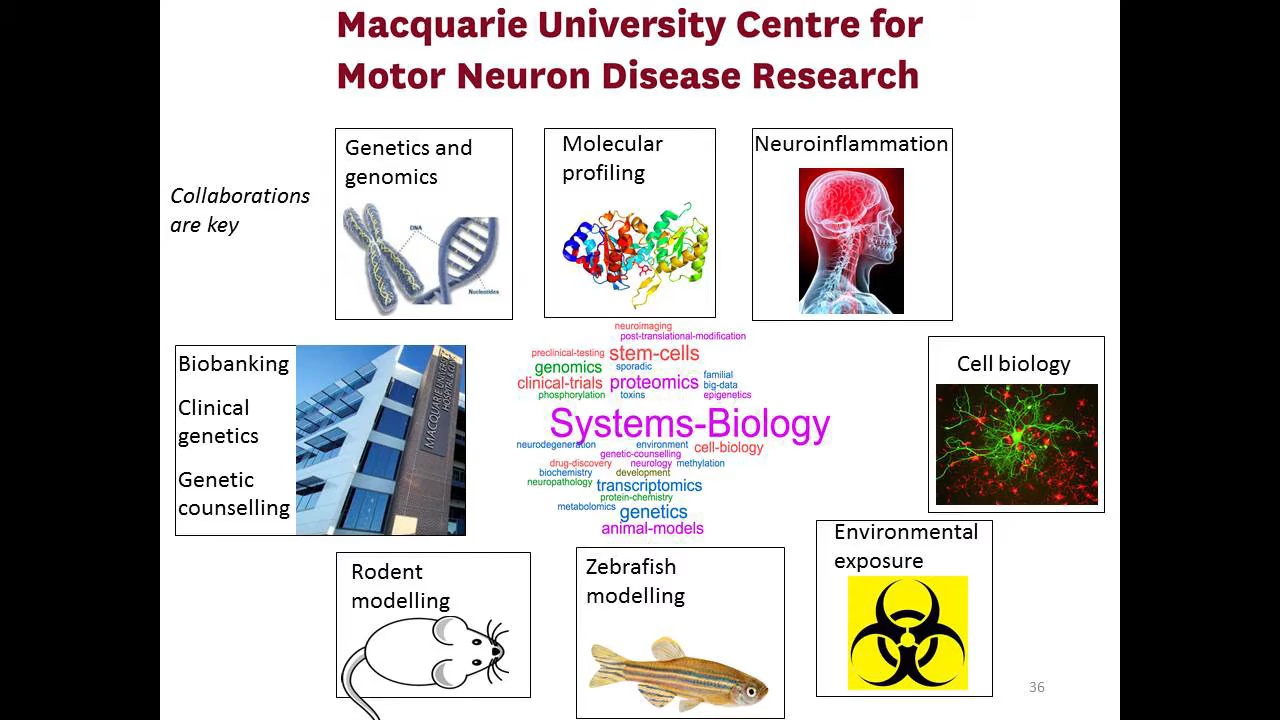 Macquarie University Centre for
Motor Neuron Disease Research
Collaborations
are key
Genetics and
genomics
DNA
Nucleotides
Molecular
profiling
Neuroinflammation
Biobanking
Clinical
genetics
Genetic
counselling
MACQUARIE UNIVERSITY
HOSPITAL
neuroimaging
post-translational-modification
preclinical-testing stem-cells
genomics sporadic
familial
clinical-trials proteomics big-data
phosphorylation toxins epigenetics
Systems-Biology
neurodegeneration environment cell-biology
genetic-counselling
drug-discovery neurology methylation
biochemistry development
neuropathology transcriptomics
protein-chemistry
metabolomics genetics
animal-models
Cell biology
Rodent
modelling
Zebrafish
modelling
Environmental
exposure
36